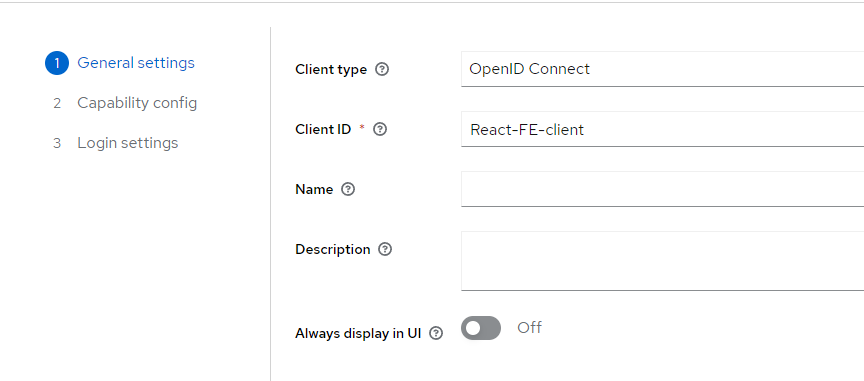 1 General settings
2 Capability config
3 Login settings
Client type ?
OpenID Connect
Client ID * ?
React-FE-client
Name ?
Description ?
Always display in UI ?
Off